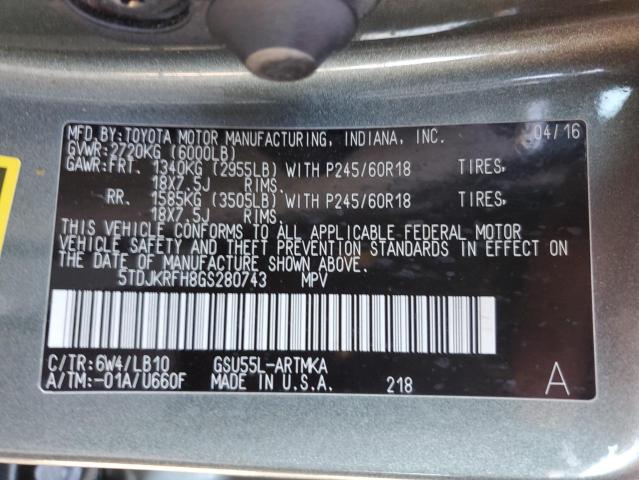 MFD.BY:TOYOTA MOTOR MANUFACTURING, INDIANA, INC. 04/16
GVWR:2720KG (6000LB)
GAWR:FRT. 1340KG (2955LB) WITH P245/60R18 TIRES,
18X7.5J RIMS.
RR. 1585KG (3505LB) WITH P245/60R18 TIRES,
18X7.5J RIMS.
THIS VEHICLE CONFORMS TO ALL APPLICABLE FEDERAL MOTOR
VEHICLE SAFETY AND THEFT PREVENTION STANDARDS IN EFFECT ON
THE DATE OF MANUFACTURE SHOWN ABOVE.
5TDJKRFH8GS280743 MPV
C/TR:6W4/LB10 GSU55L-ARTMKA
A/TM:-01A/U660F MADE IN U.S.A. 218 A